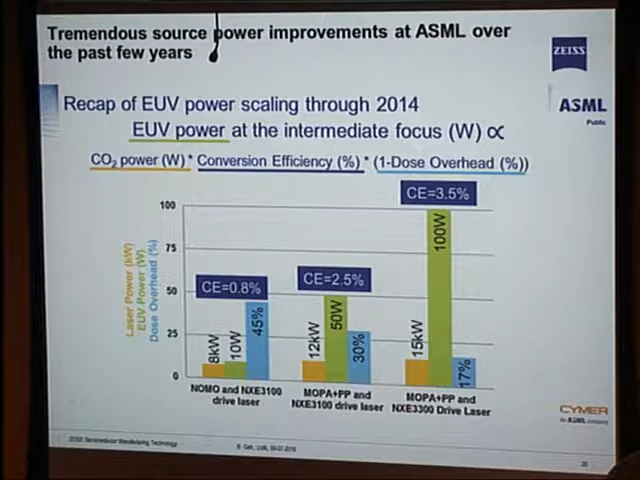 Tremendous source power improvements at ASML over
the past few years
ZEISS
ASML
Public
Recap of EUV power scaling through 2014
EUV power at the intermediate focus (W) ∝
CO2 power (W) * Conversion Efficiency (%) * (1-Dose Overhead (%))
CE=3.5%
CE=2.5%
CE=0.8%
100
75
50
25
0
Laser Power (kW)
EUV Power (W)
Dose Overhead (%)
8kW
10W
45%
12kW
50W
30%
15kW
100W
17%
NOMO and NXE3100
drive laser
MOPA+PP and
NXE3100 drive laser
MOPA+PP and
NXE3300 Drive Laser
CYMER
An ASML company
Semiconductor Manufacturing Technology